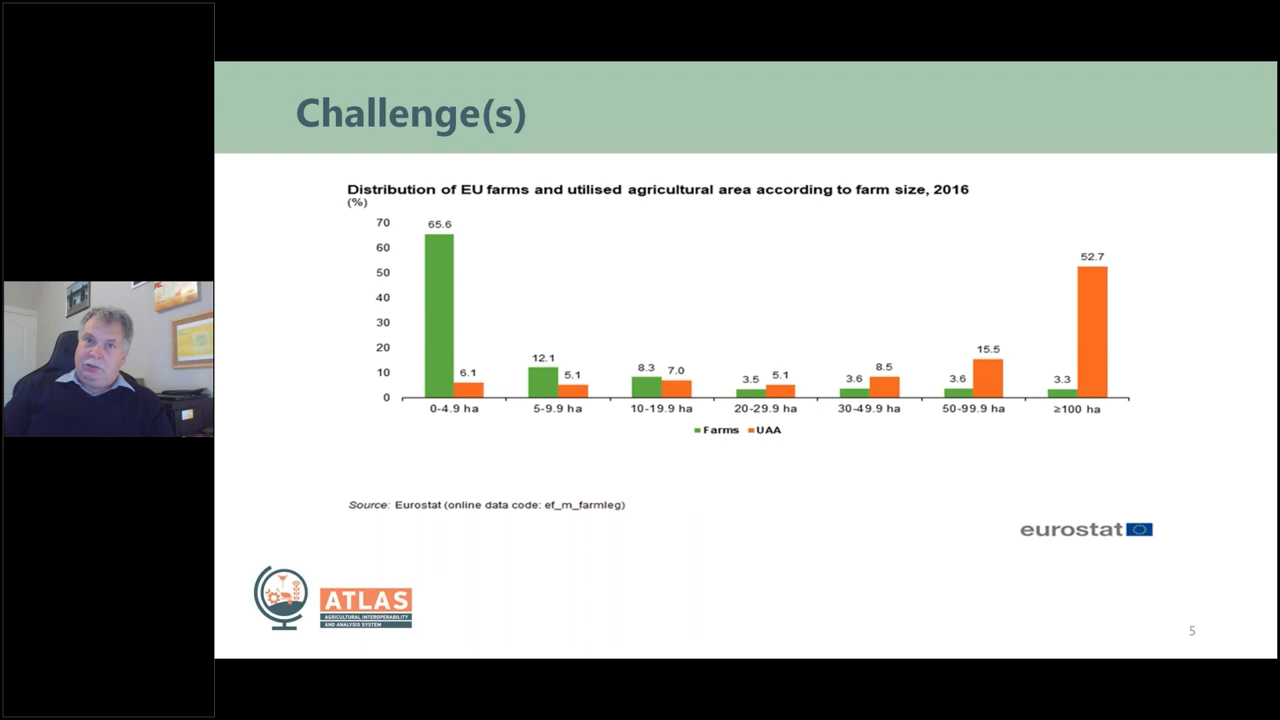 Challenge(s)
Distribution of EU farms and utilised agricultural area according to farm size, 2016
(%)
70
60
50
40
30
20
10
0
65.6
6.1
12.1
5.1
8.3
7.0
3.5
5.1
3.6
8.5
3.6
15.5
3.3
52.7
0-4.9 ha
5-9.9 ha
10-19.9 ha
20-29.9 ha
30-49.9 ha
50-99.9 ha
≥100 ha
Farms
UAA
Source: Eurostat (online data code: ef_m_farmleg)
eurostat
ATLAS
AGRICULTURAL INTEROPERABILITY
AND ANALYSIS SYSTEM
5